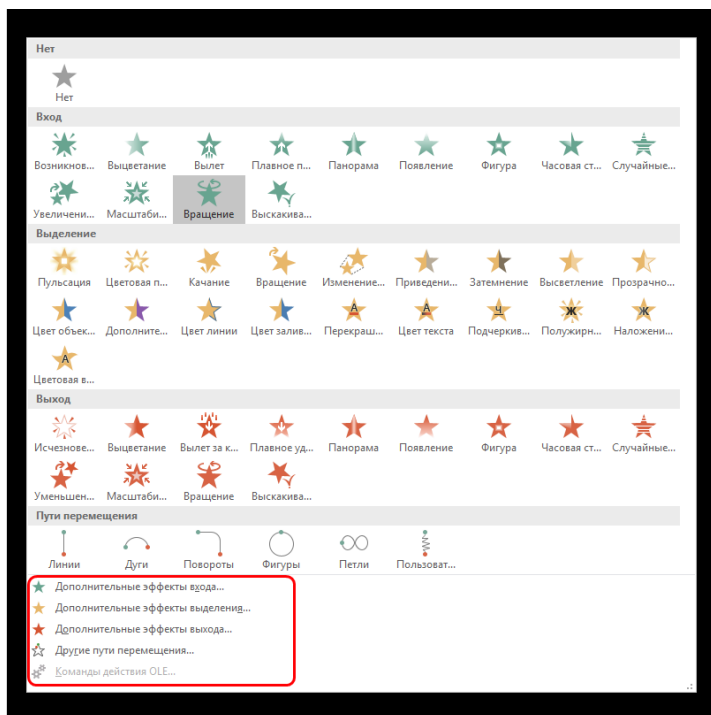 Нет
Нет
Вход
Возникнов... Выцветание Вылет Плавное п... Панорама Появление Фигура Часовая ст... Случайные...
Увеличени... Масштаби... Вращение Выскакива...
Выделение
Пульсация Цветовая п... Качание Вращение Изменение... Приведени... Затемнение Высветление Прозрачно...
Цвет объек... Дополните... Цвет линии Цвет залив... Перекраш... Цвет текста Подчеркив... Полужирн... Наложени...
Цветовая в...
Выход
Исчезнове... Выцветание Вылет за к... Плавное уд... Панорама Появление Фигура Часовая ст... Случайные...
Уменьшен... Масштаби... Вращение Выскакива...
Пути перемещения
Линии Дуги Повороты Фигуры Петли Пользоват...
Дополнительные эффекты входа...
Дополнительные эффекты выделения...
Дополнительные эффекты выхода...
Другие пути перемещения...
Команды действия OLE...